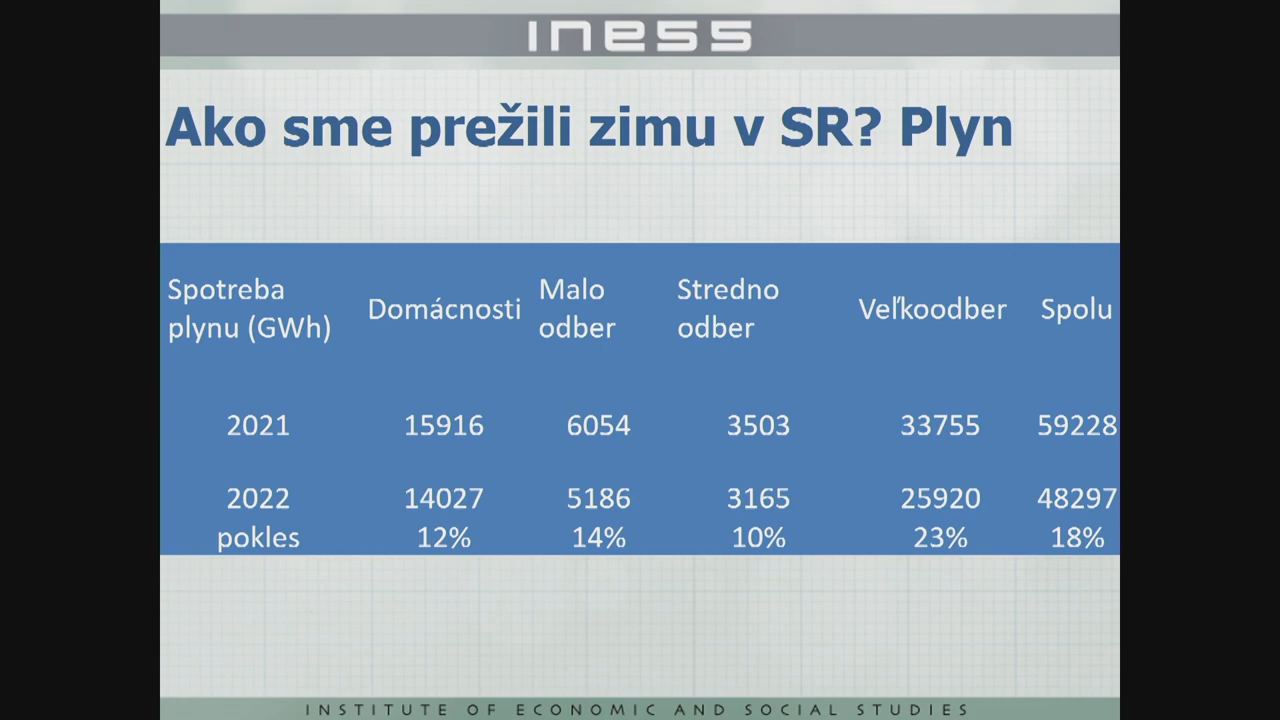 INESS
Ako sme prežili zimu v SR? Plyn
Spotreba plynu (GWh) Domácnosti Malo odber Stredno odber Veľkoodber Spolu
2021 15916 6054 3503 33755 59228
2022 14027 5186 3165 25920 48297
pokles 12% 14% 10% 23% 18%
INSTITUTE OF ECONOMIC AND SOCIAL STUDIES